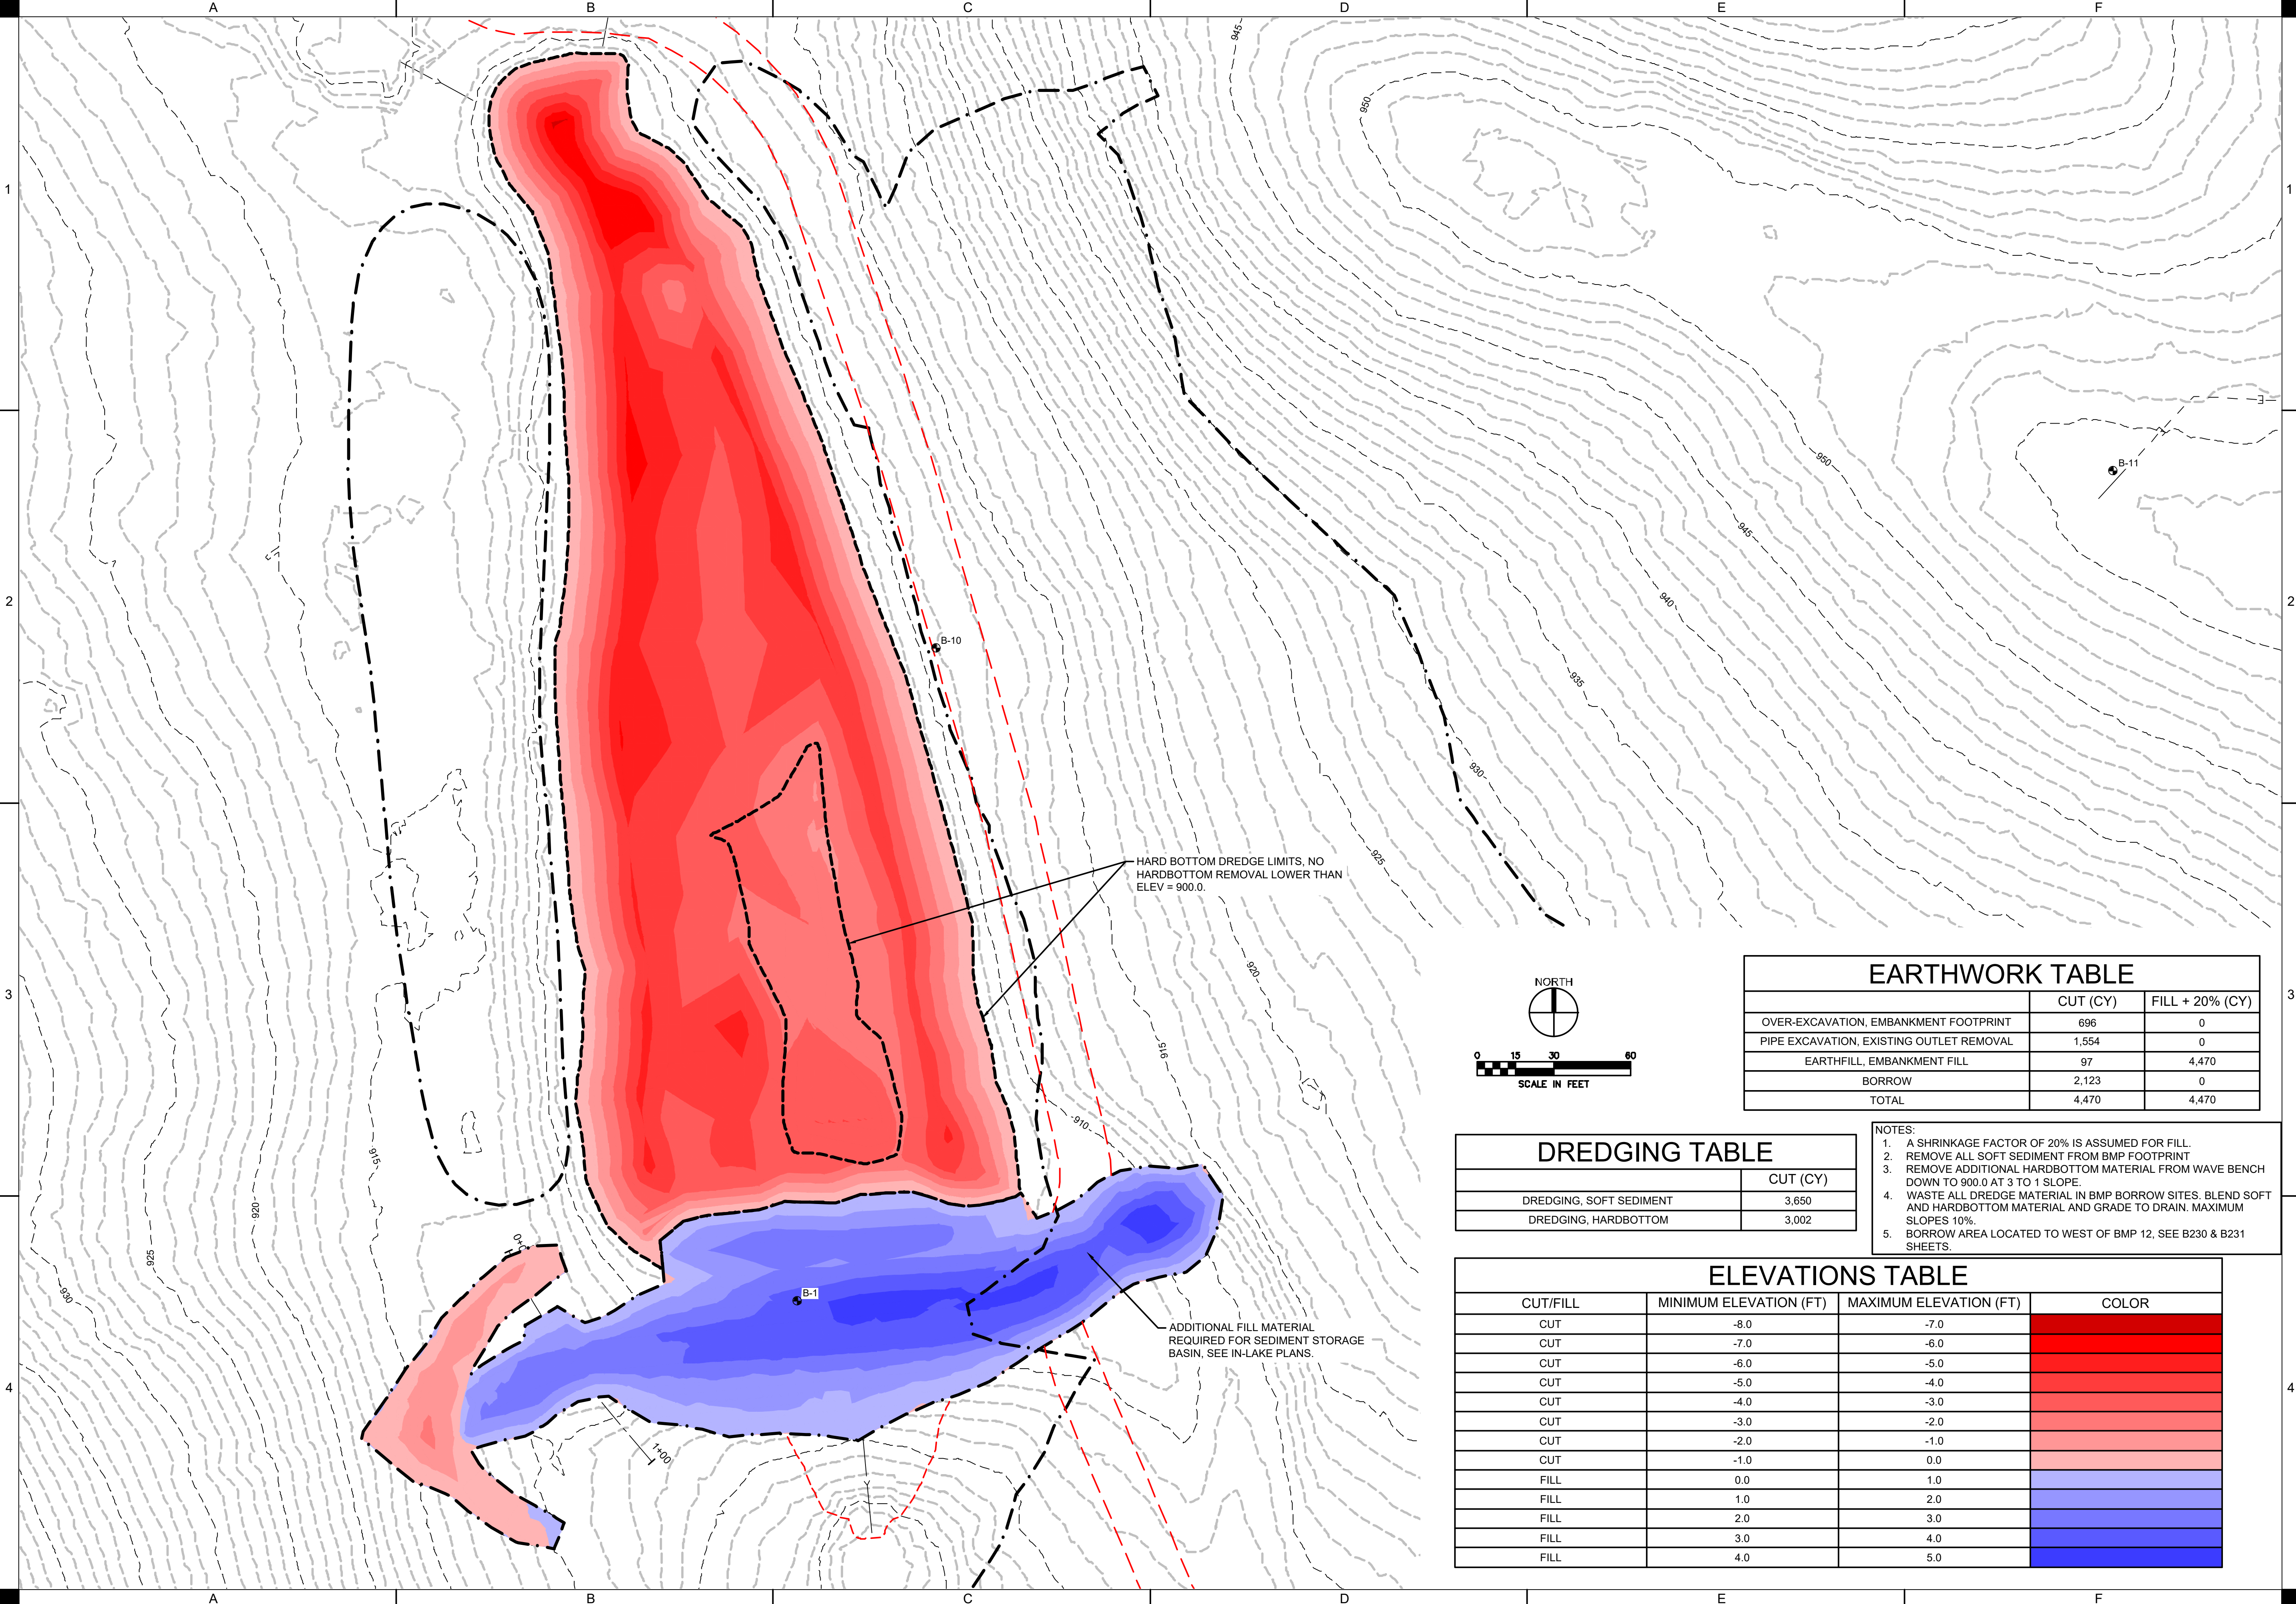 A B C D E F
1 1
2 2
3 3
4 4
945
950
950
B-11
945
940
B-10
935
930
925
HARD BOTTOM DREDGE LIMITS, NO
HARDBOTTOM REMOVAL LOWER THAN
ELEV = 900.0.
920
915
910
915
920
925
930
NORTH
0 15 30 60
SCALE IN FEET
EARTHWORK TABLE
CUT (CY) FILL + 20% (CY)
OVER-EXCAVATION, EMBANKMENT FOOTPRINT 696 0
PIPE EXCAVATION, EXISTING OUTLET REMOVAL 1,554 0
EARTHFILL, EMBANKMENT FILL 97 4,470
BORROW 2,123 0
TOTAL 4,470 4,470
DREDGING TABLE
CUT (CY)
DREDGING, SOFT SEDIMENT 3,650
DREDGING, HARDBOTTOM 3,002
NOTES:
1. A SHRINKAGE FACTOR OF 20% IS ASSUMED FOR FILL.
2. REMOVE ALL SOFT SEDIMENT FROM BMP FOOTPRINT
3. REMOVE ADDITIONAL HARDBOTTOM MATERIAL FROM WAVE BENCH
DOWN TO 900.0 AT 3 TO 1 SLOPE.
4. WASTE ALL DREDGE MATERIAL IN BMP BORROW SITES. BLEND SOFT
AND HARDBOTTOM MATERIAL AND GRADE TO DRAIN. MAXIMUM
SLOPES 10%.
5. BORROW AREA LOCATED TO WEST OF BMP 12, SEE B230 & B231
SHEETS.
B-1
ADDITIONAL FILL MATERIAL
REQUIRED FOR SEDIMENT STORAGE
BASIN, SEE IN-LAKE PLANS.
1+00
ELEVATIONS TABLE
CUT/FILL MINIMUM ELEVATION (FT) MAXIMUM ELEVATION (FT) COLOR
CUT -8.0 -7.0
CUT -7.0 -6.0
CUT -6.0 -5.0
CUT -5.0 -4.0
CUT -4.0 -3.0
CUT -3.0 -2.0
CUT -2.0 -1.0
CUT -1.0 0.0
FILL 0.0 1.0
FILL 1.0 2.0
FILL 2.0 3.0
FILL 3.0 4.0
FILL 4.0 5.0
A B C D E F